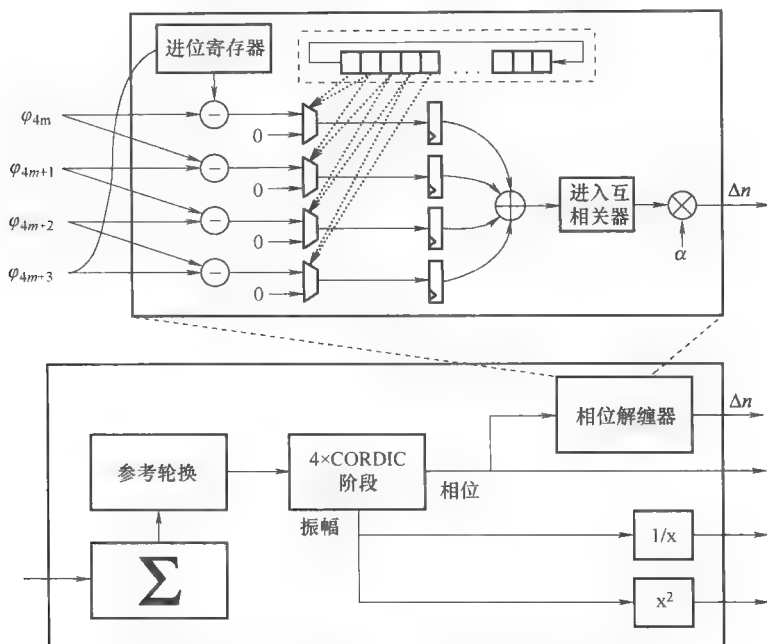 进位寄存器
φ4m
0
φ4m+1
0
φ4m+2
0
φ4m+3
0
进入互
相关器
Δn
α
相位解缠器
Δn
参考轮换
4×CORDIC
阶段
相位
振幅
1/x
Σ
x²